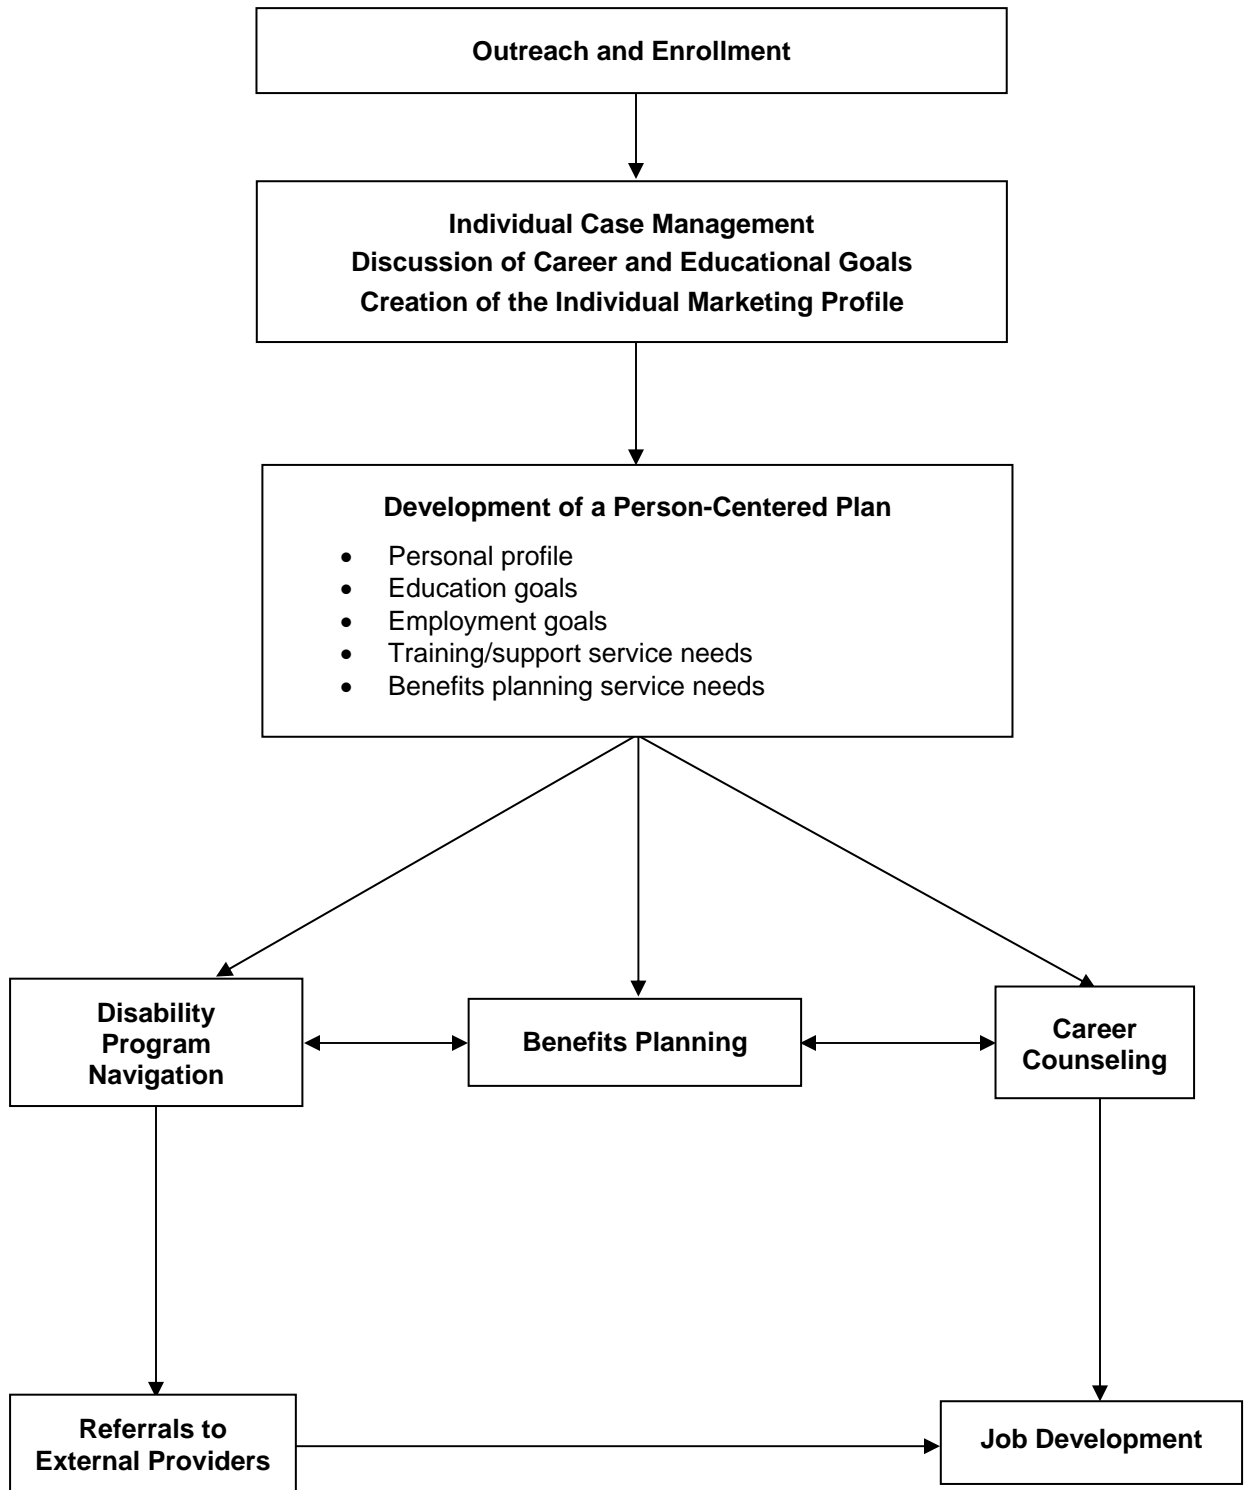 Outreach and Enrollment
Individual Case Management
Discussion of Career and Educational Goals
Creation of the Individual Marketing Profile
Development of a Person-Centered Plan
• Personal profile
• Education goals
• Employment goals
• Training/support service needs
• Benefits planning service needs
Disability
Program
Navigation
Benefits Planning
Career
Counseling
Referrals to
External Providers
Job Development